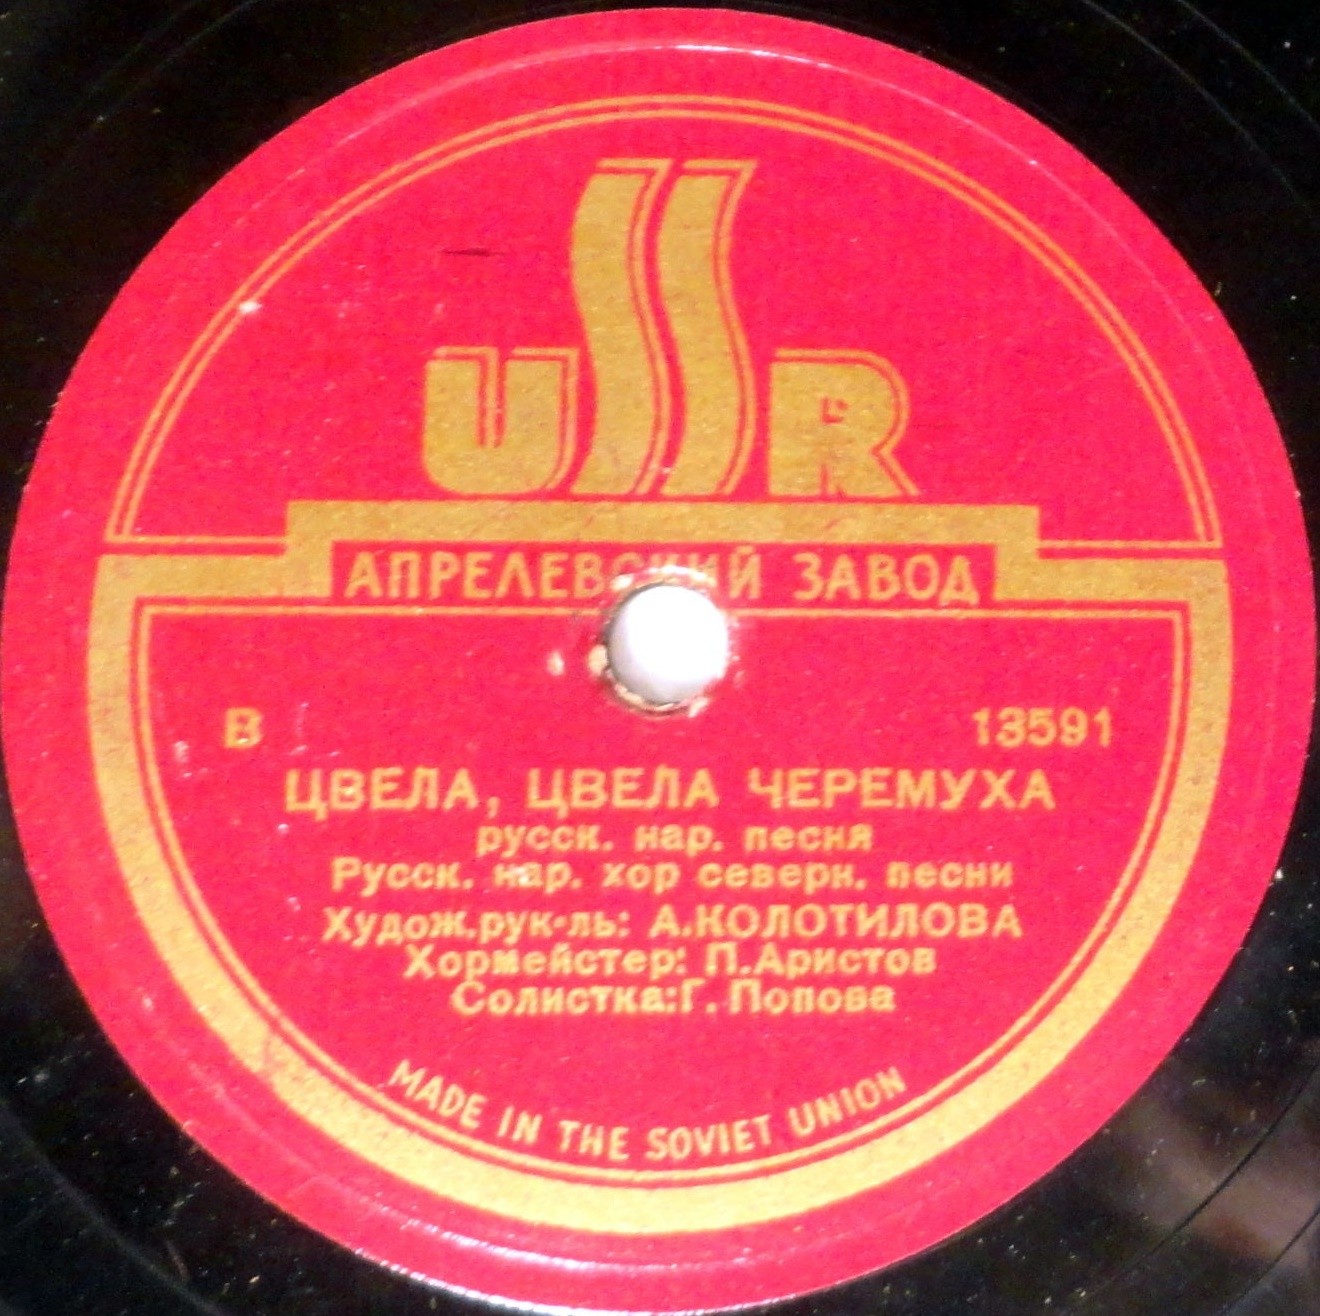 USSR
АПРЕЛЕВСКИЙ ЗАВОД
В 13591
ЦВЕЛА, ЦВЕЛА ЧЕРЕМУХА
русск. нар. песня
Русск. нар. хор северн. песни
Худож.рук-ль: А.КОЛОТИЛОВА
Хормейстер: П.Аристов
Солистка:Г. Попова
MADE IN THE SOVIET UNION